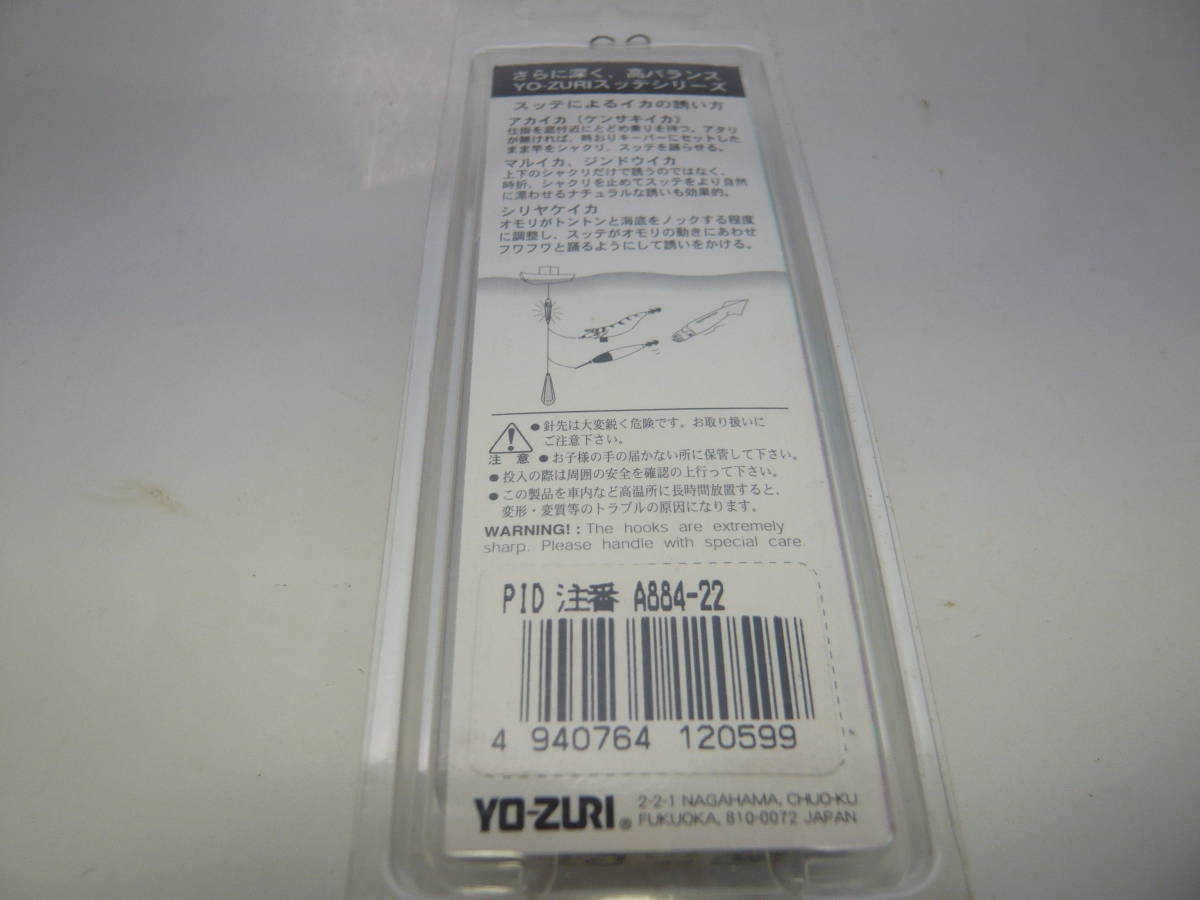 さらに深く、高バランス
YO-ZURIスッテシリーズ
スッテによるイカの誘い方
アカイカ(ケンサキイカ)
仕掛を底付近にとどめ乗りを待つ。アタリ
が無ければ、時おりキーパーにセットした
まま竿をシャクリ、スッテを踊らせる。
マルイカ、ジンドウイカ
上下のシャクリだけで誘うのではなく、
時折、シャクリを止めてスッテをより自然
に漂わせるナチュラルな誘いも効果的。
シリヤケイカ
オモリがトントンと海底をノックする程度
に調整し、スッテがオモリの動きにあわせ
フワフワと踊るようにして誘いをかける。
●針先は大変鋭く危険です。お取り扱いに
ご注意下さい。
注意 ●お子様の手の届かない所に保管して下さい。
●投入の際は周囲の安全を確認の上行って下さい。
●この製品を車内など高温所に長時間放置すると、
変形・変質等のトラブルの原因になります。
WARNING!: The hooks are extremely
sharp. Please handle with special care.
PID 注番 A884-22
4 940764 120599
YO-ZURI® 2-2-1 NAGAHAMA, CHUO-KU
FUKUOKA, 810-0072 JAPAN